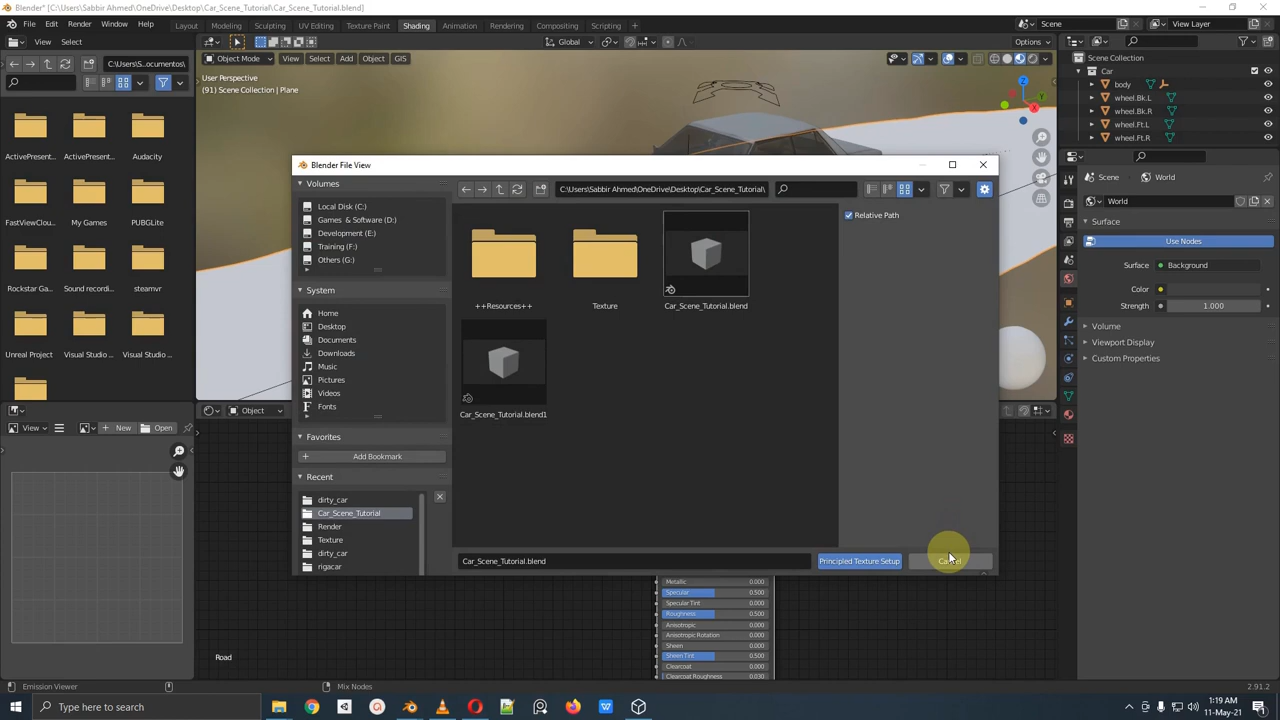 Blender* [C:\Users\Sabbir Ahmed\OneDrive\Desktop\Car_Scene_Tutorial\Car_Scene_Tutorial.blend]
File Edit Render Window Help Layout Modeling Sculpting UV Editing Texture Paint Shading Animation Rendering Compositing Scripting Scene View Layer
View Select Object Mode View Select Add Object GIS Global Options
C:\Users\S..ocumentos\
User Perspective
(91) Scene Collection | Plane
Scene Collection
Car
body
wheel.Bk.L
wheel.Bk.R
wheel.Ft.L
wheel.Ft.R
ActivePresent... Audacity
FastViewClou... My Games PUBGLite
Rockstar Ga... Sound recordi... steamvr
Unreal Project Visual Studio ... Visual Studio ...
Blender File View
Volumes
Local Disk (C:)
Games & Software (D:)
Development (E:)
Training (F:)
Others (G:)
System
Home
Desktop
Documents
Downloads
Music
Pictures
Videos
Fonts
Favorites
Add Bookmark
Recent
dirty_car
Car_Scene_Tutorial
Render
Texture
dirty_car
rigacar
C:\Users\Sabbir Ahmed\OneDrive\Desktop\Car_Scene_Tutorial\
++Resources++ Texture Car_Scene_Tutorial.blend
Car_Scene_Tutorial.blend1
Relative Path
Car_Scene_Tutorial.blend Principled Texture Setup
Scene World
World
Surface
Use Nodes
Surface Background
Color
Strength 1.000
Volume
Viewport Display
Custom Properties
View New Open
Object
Metallic 0.000
Specular 0.500
Specular Tint 0.000
Roughness 0.500
Anisotropic 0.000
Anisotropic Rotation 0.000
Sheen 0.000
Sheen Tint 0.500
Clearcoat 0.000
Clearcoat Roughness 0.030
Road
Emission Viewer Mix Nodes 2.91.2
Type here to search
1:19 AM
11-May-21